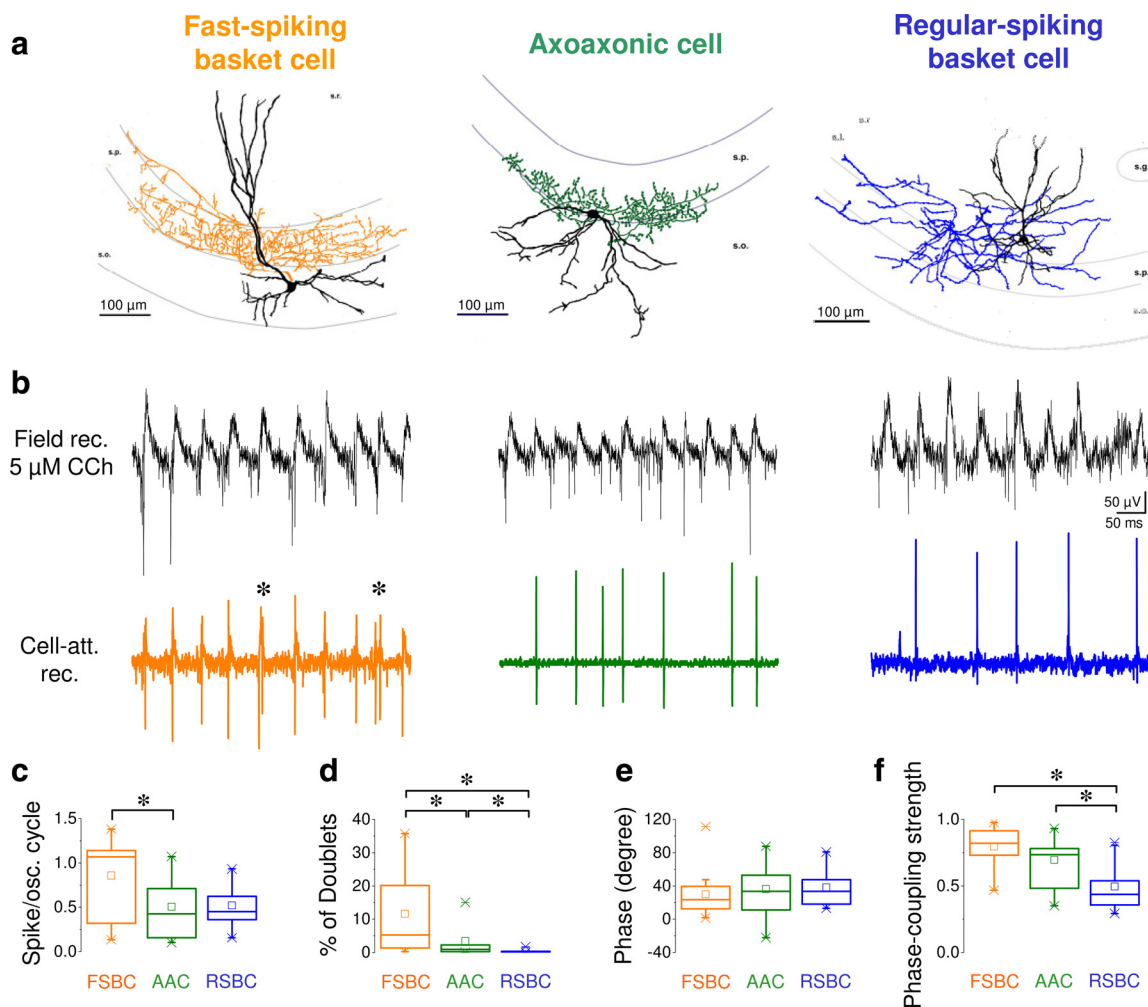 a
Fast-spiking
basket cell
Axoaxonic cell
Regular-spiking
basket cell
s.r.
s.p.
s.o.
100 µm
s.p.
s.o.
100 µm
s.r
s.l.
s.g.
s.p.
s.o.
100 µm
b
Field rec.
5 µM CCh
50 µV
50 ms
* *
Cell-att.
rec.
c
Spike/osc. cycle
1.5
1.0
0.5
0.0
*
FSBC AAC RSBC
d
% of Doublets
40
30
20
10
0
*
* *
FSBC AAC RSBC
e
Phase (degree)
120
80
40
0
-40
FSBC AAC RSBC
f
Phase-coupling strength
1.0
0.5
0.0
*
*
FSBC AAC RSBC